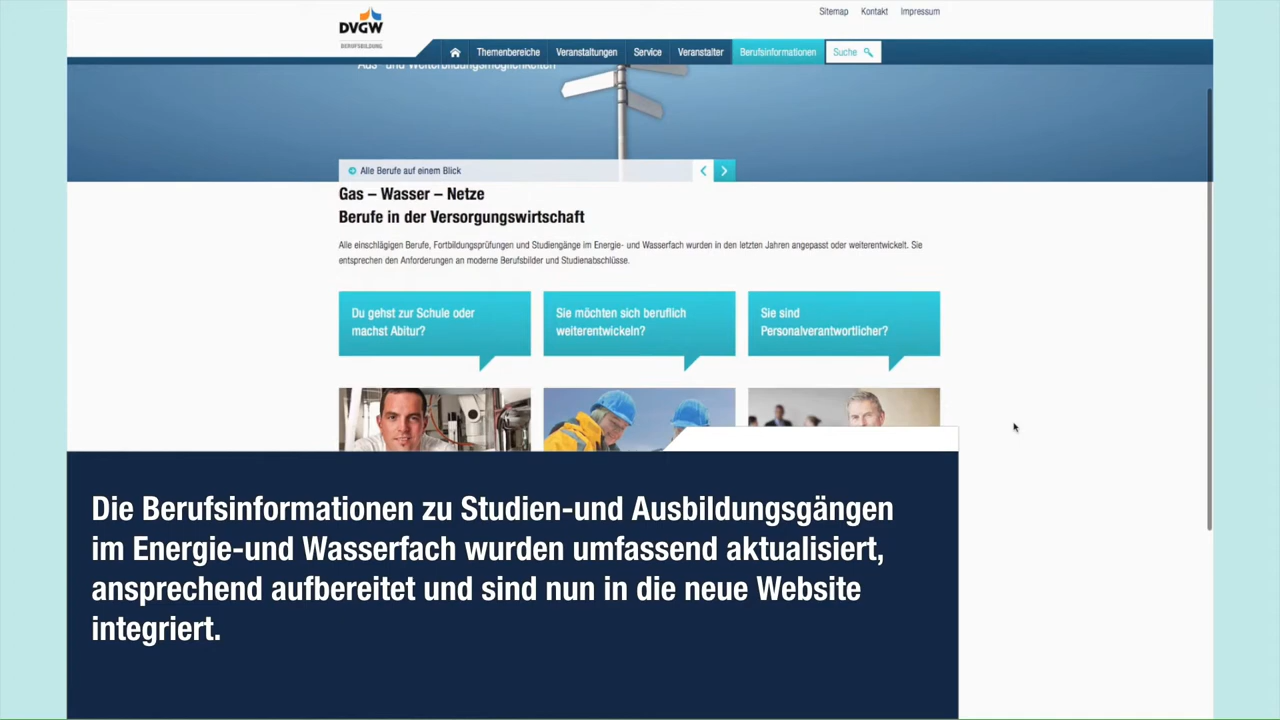 Sitemap Kontakt Impressum
DVGW
BERUFSBILDUNG
Themenbereiche Veranstaltungen Service Veranstalter Berufsinformationen Suche
Aus- und Weiterbildungsmöglichkeiten
Alle Berufe auf einem Blick
Gas – Wasser – Netze
Berufe in der Versorgungswirtschaft
Alle einschlägigen Berufe, Fortbildungsprüfungen und Studiengänge im Energie- und Wasserfach wurden in den letzten Jahren angepasst oder weiterentwickelt. Sie
entsprechen den Anforderungen an moderne Berufsbilder und Studienabschlüsse.
Du gehst zur Schule oder
machst Abitur?
Sie möchten sich beruflich
weiterentwickeln?
Sie sind
Personalverantwortlicher?
Die Berufsinformationen zu Studien-und Ausbildungsgängen
im Energie-und Wasserfach wurden umfassend aktualisiert,
ansprechend aufbereitet und sind nun in die neue Website
integriert.